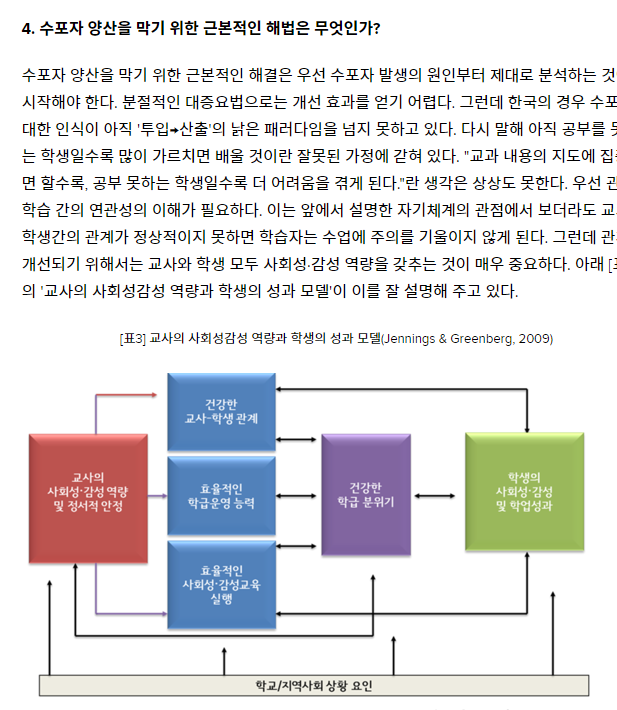 4. 수포자 양산을 막기 위한 근본적인 해법은 무엇인가?
수포자 양산을 막기 위한 근본적인 해결은 우선 수포자 발생의 원인부터 제대로 분석하는 것
시작해야 한다. 분절적인 대증요법으로는 개선 효과를 얻기 어렵다. 그런데 한국의 경우 수포
대한 인식이 아직 '투입➡산출'의 낡은 패러다임을 넘지 못하고 있다. 다시 말해 아직 공부를 못
는 학생일수록 많이 가르치면 배울 것이란 잘못된 가정에 갇혀 있다. "교과 내용의 지도에 집
면 할수록, 공부 못하는 학생일수록 더 어려움을 겪게 된다."란 생각은 상상도 못한다. 우선 관
학습 간의 연관성의 이해가 필요하다. 이는 앞에서 설명한 자기체계의 관점에서 보더라도 교
학생간의 관계가 정상적이지 못하면 학습자는 수업에 주의를 기울이지 않게 된다. 그런데 관
개선되기 위해서는 교사와 학생 모두 사회성.감성 역량을 갖추는 것이 매우 중요하다. 아래 [표
의 '교사의 사회성감성 역량과 학생의 성과 모델'이 이를 잘 설명해 주고 있다.
[표3] 교사의 사회성감성 역량과 학생의 성과 모델(Jennings & Greenberg, 2009)
건강한
교사-학생 관계
교사의
사회성·감성 역량
및 정서적 안정
효율적인
학급운영 능력
건강한
학급 분위기
학생의
사회성·감성
및 학업성과
효율적인
사회성·감성교육
실행
학교/지역사회 상황 요인